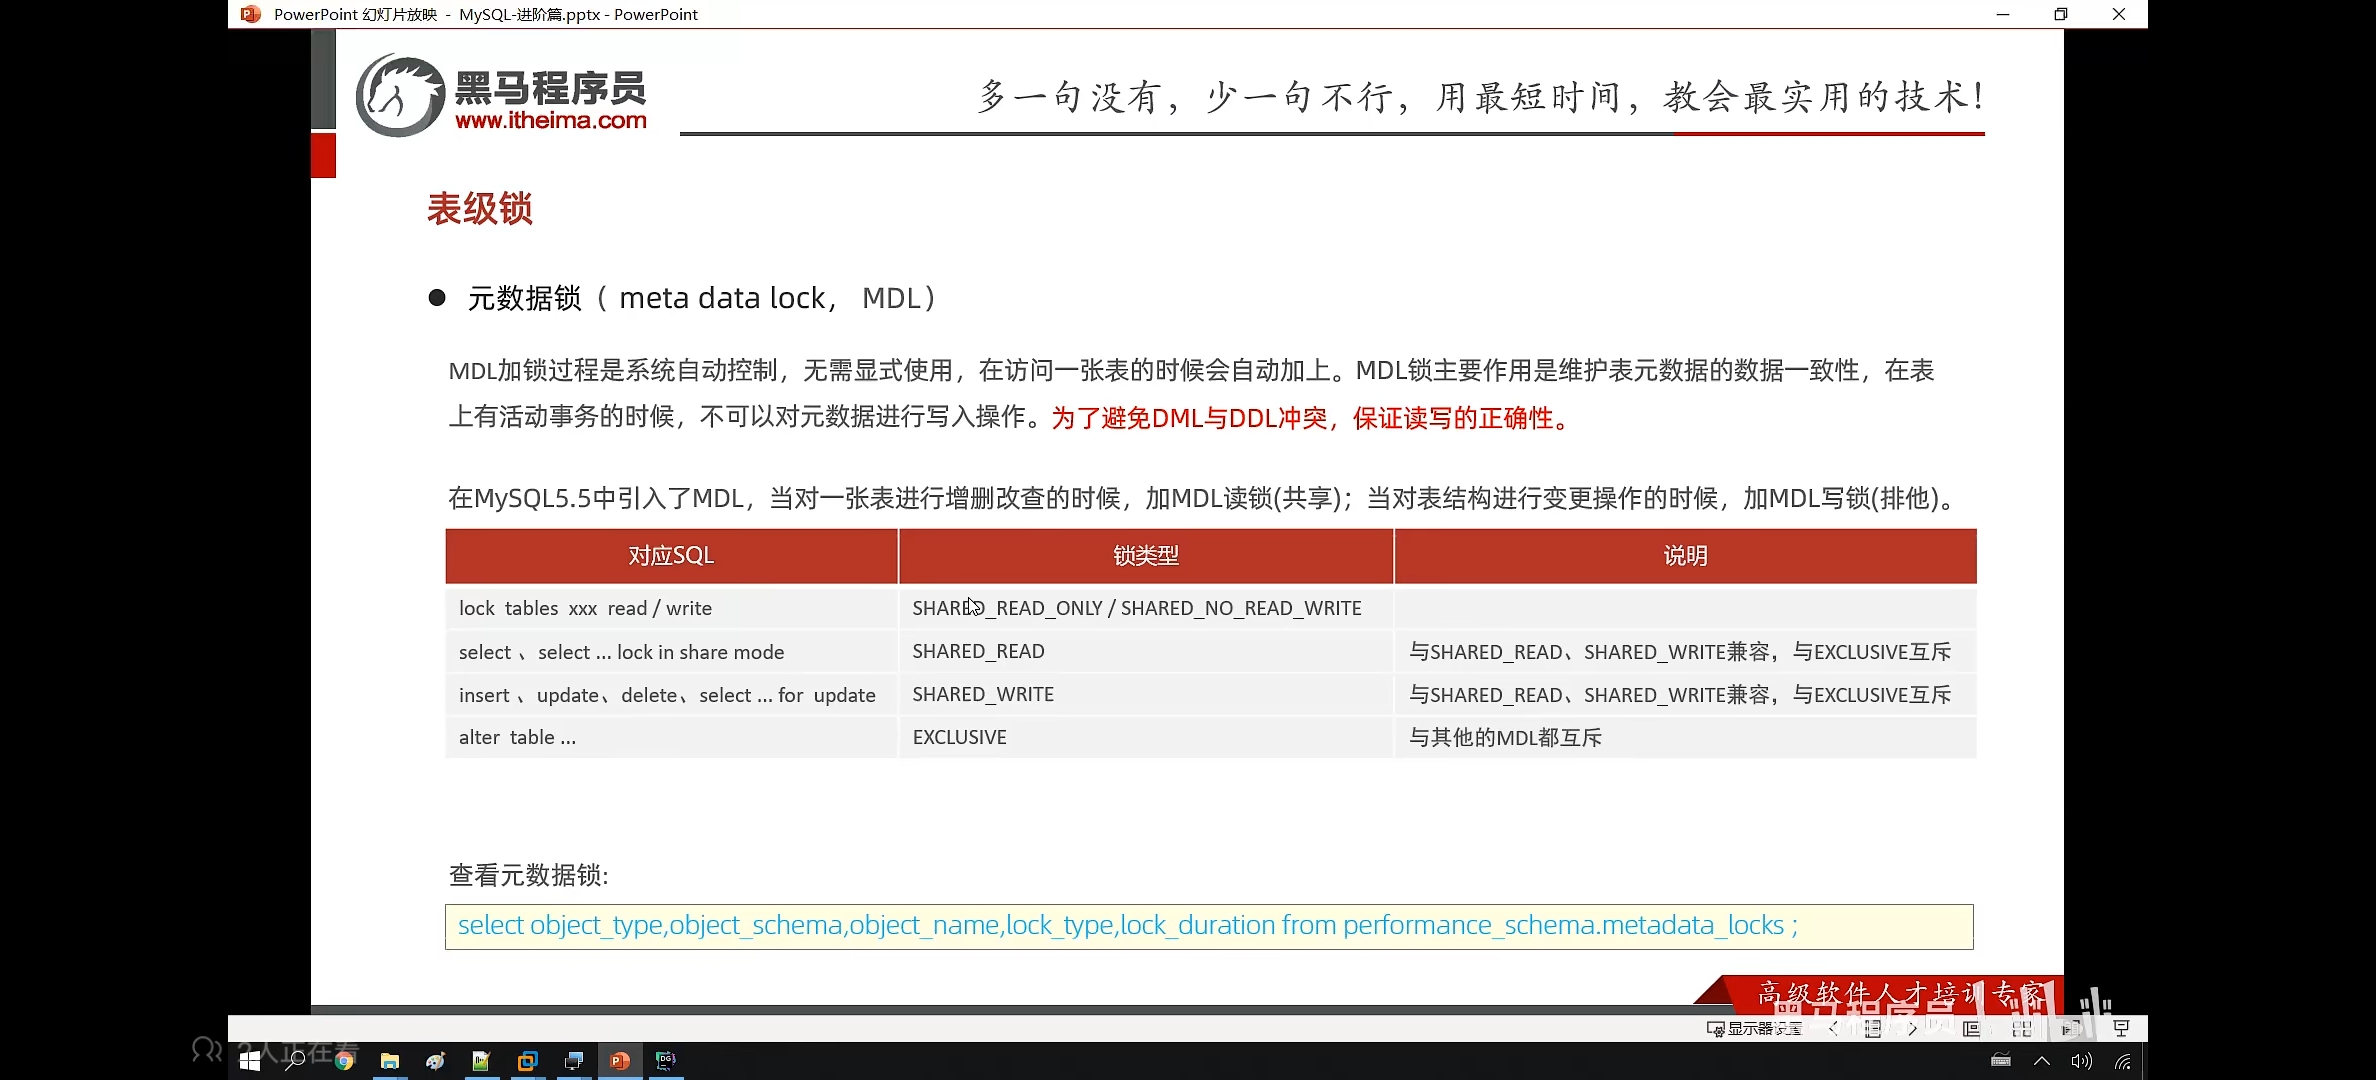 PowerPoint 幻灯片放映 - MySQL-进阶篇.pptx - PowerPoint
黑马程序员
www.itheima.com
多一句没有，少一句不行，用最短时间，教会最实用的技术！
表级锁
● 元数据锁（ meta data lock， MDL）
MDL加锁过程是系统自动控制，无需显式使用，在访问一张表的时候会自动加上。MDL锁主要作用是维护表元数据的数据一致性，在表
上有活动事务的时候，不可以对元数据进行写入操作。为了避免DML与DDL冲突，保证读写的正确性。
在MySQL5.5中引入了MDL，当对一张表进行增删改查的时候，加MDL读锁(共享)；当对表结构进行变更操作的时候，加MDL写锁(排他)。
对应SQL 锁类型 说明
lock tables xxx read / write SHARED_READ_ONLY / SHARED_NO_READ_WRITE
select 、select ... lock in share mode SHARED_READ 与SHARED_READ、SHARED_WRITE兼容，与EXCLUSIVE互斥
insert 、update、delete、select ... for update SHARED_WRITE 与SHARED_READ、SHARED_WRITE兼容，与EXCLUSIVE互斥
alter table ... EXCLUSIVE 与其他的MDL都互斥
查看元数据锁:
select object_type,object_schema,object_name,lock_type,lock_duration from performance_schema.metadata_locks ;
高级软件人才培训专家
黑马程序员
显示器设置
2人正在看